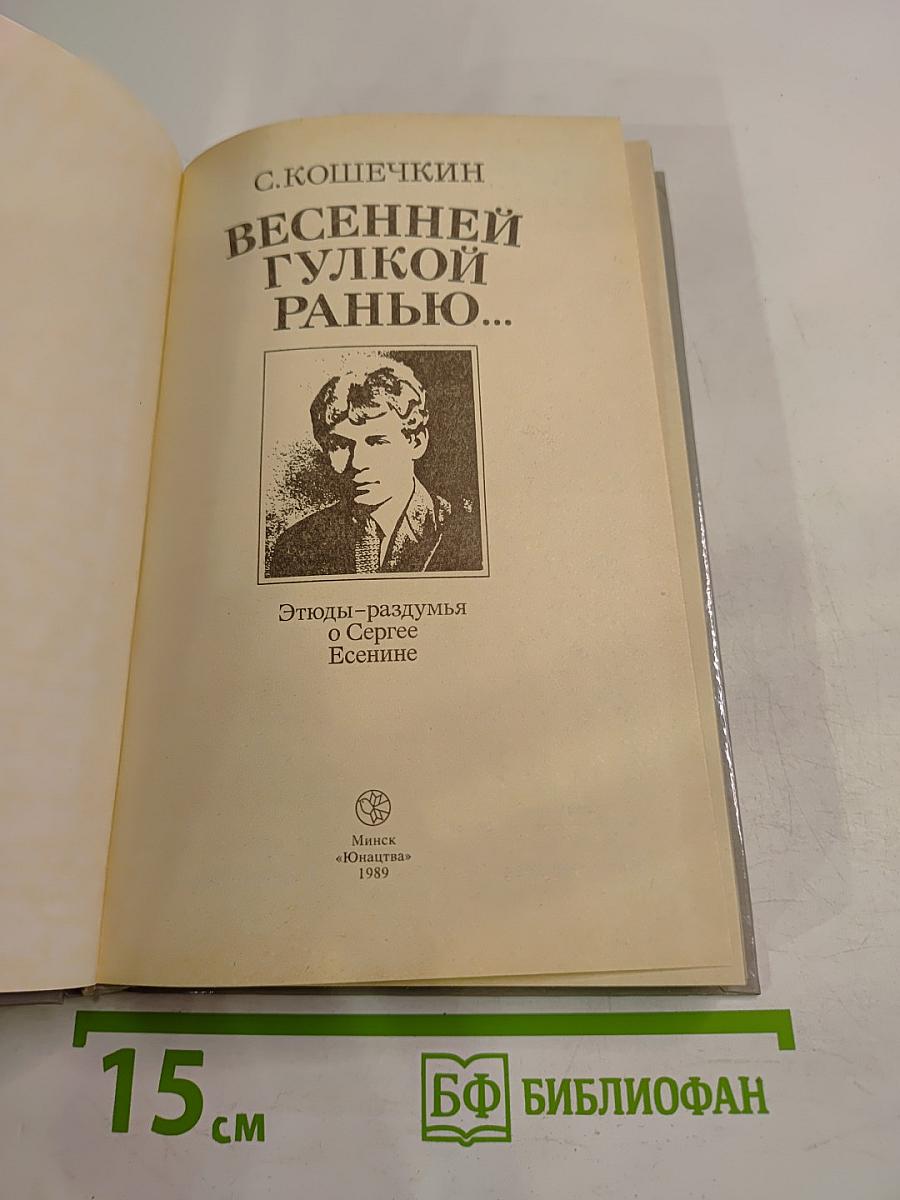 С.КОШЕЧКИН
ВЕСЕННЕЙ
ГУЛКОЙ
РАНЬЮ...
Этюды-раздумья
о Сергее
Есенине
Минск
«Юнацтва»
1989
15 см
БФ БИБЛИОФАН